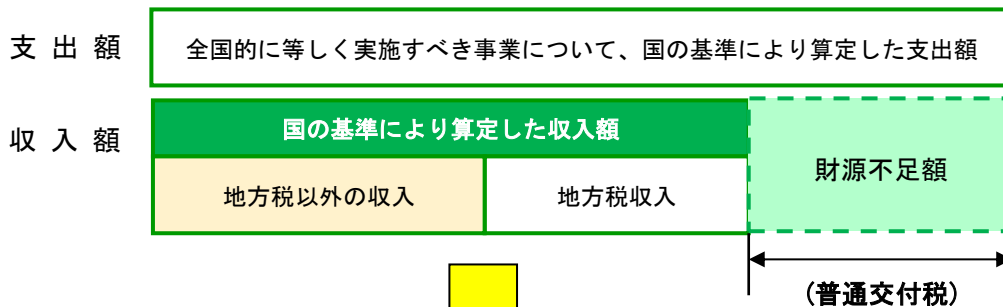 支出額
全国的に等しく実施すべき事業について、国の基準により算定した支出額
収入額
国の基準により算定した収入額
地方税以外の収入
地方税収入
財源不足額
(普通交付税)